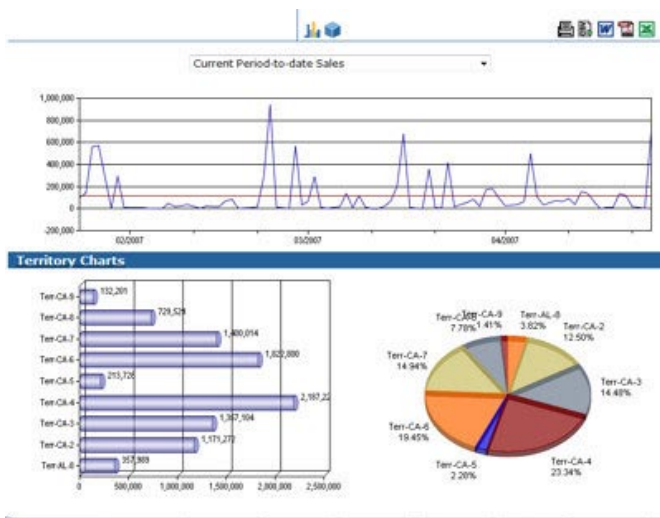 Current Period-to-date Sales
1,000,000
800,000
600,000
400,000
200,000
0
-200,000
02/2007
03/2007
04/2007
Territory Charts
Terr-CA-9
132,201
Terr-CA-8
729,529
Terr-CA-7
1,400,014
Terr-CA-6
1,822,800
Terr-CA-5
213,726
Terr-CA-4
2,187,22
Terr-CA-3
1,357,104
Terr-CA-2
1,171,272
Terr-AL-8
357,989
0
500,000
1,000,000
1,500,000
2,000,000
2,500,000
Terr-CA-8
7.78%
Terr-CA-9
1.41%
Terr-AL-8
3.82%
Terr-CA-2
12.50%
Terr-CA-7
14.94%
Terr-CA-3
14.48%
Terr-CA-6
19.45%
Terr-CA-5
2.28%
Terr-CA-4
23.34%